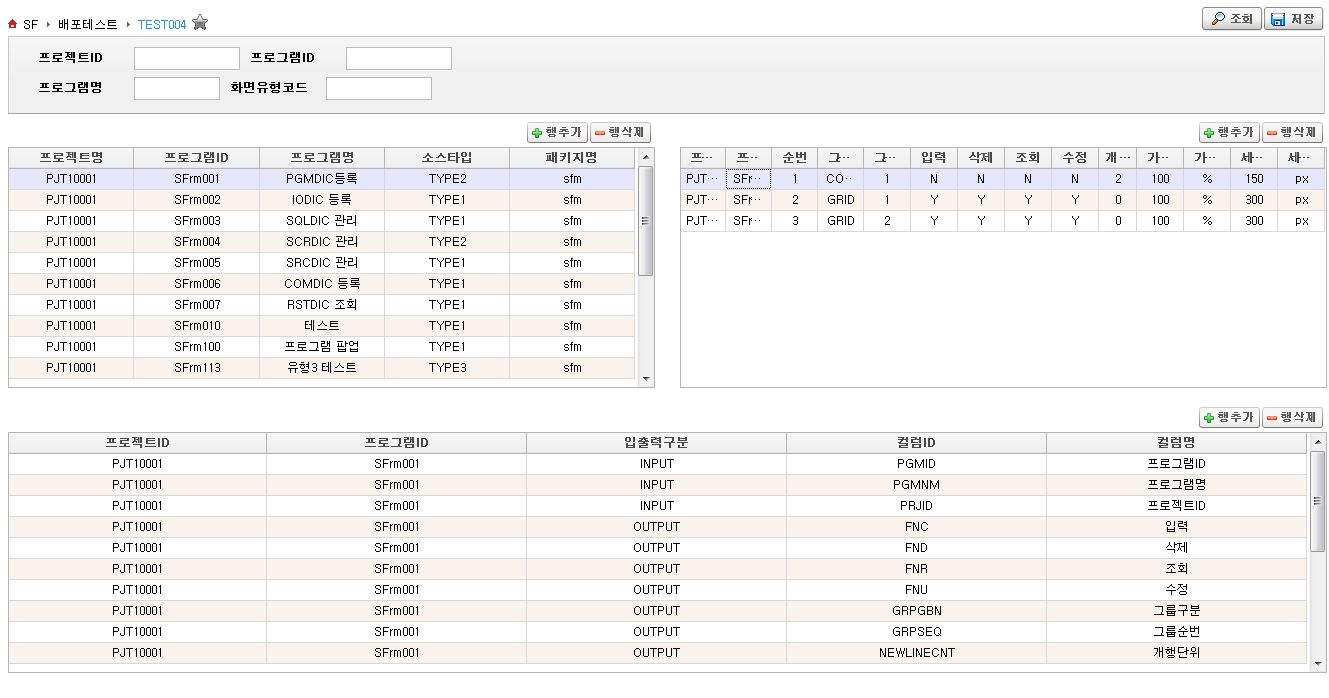 SF 배포테스트 TEST004 조회 저장
프로젝트ID 프로그램ID
프로그램명 화면유형코드
행추가 행삭제
프로젝트명 프로그램ID 프로그램명 소스타입 패키지명
PJT10001 SFrm001 PGMDIC등록 TYPE2 sfm
PJT10001 SFrm002 IODIC 등록 TYPE1 sfm
PJT10001 SFrm003 SQLDIC 관리 TYPE1 sfm
PJT10001 SFrm004 SCRDIC 관리 TYPE2 sfm
PJT10001 SFrm005 SRCDIC 관리 TYPE1 sfm
PJT10001 SFrm006 COMDIC 등록 TYPE1 sfm
PJT10001 SFrm007 RSTDIC 조회 TYPE1 sfm
PJT10001 SFrm010 테스트 TYPE1 sfm
PJT10001 SFrm100 프로그램 팝업 TYPE1 sfm
PJT10001 SFrm113 유형3 테스트 TYPE3 sfm
행추가 행삭제
프··· 프··· 순번 그··· 그··· 입력 삭제 조회 수정 개··· 가··· 가··· 세··· 세···
PJT··· SFr··· 1 CO··· 1 N N N N 2 100 % 150 px
PJT··· SFr··· 2 GRID 1 Y Y Y Y 0 100 % 300 px
PJT··· SFr··· 3 GRID 2 Y Y Y Y 0 100 % 300 px
행추가 행삭제
프로젝트ID 프로그램ID 입출력구분 컬럼ID 컬럼명
PJT10001 SFrm001 INPUT PGMID 프로그램ID
PJT10001 SFrm001 INPUT PGMNM 프로그램명
PJT10001 SFrm001 INPUT PRJID 프로젝트ID
PJT10001 SFrm001 OUTPUT FNC 입력
PJT10001 SFrm001 OUTPUT FND 삭제
PJT10001 SFrm001 OUTPUT FNR 조회
PJT10001 SFrm001 OUTPUT FNU 수정
PJT10001 SFrm001 OUTPUT GRPGBN 그룹구분
PJT10001 SFrm001 OUTPUT GRPSEQ 그룹순번
PJT10001 SFrm001 OUTPUT NEWLINECNT 개행단위